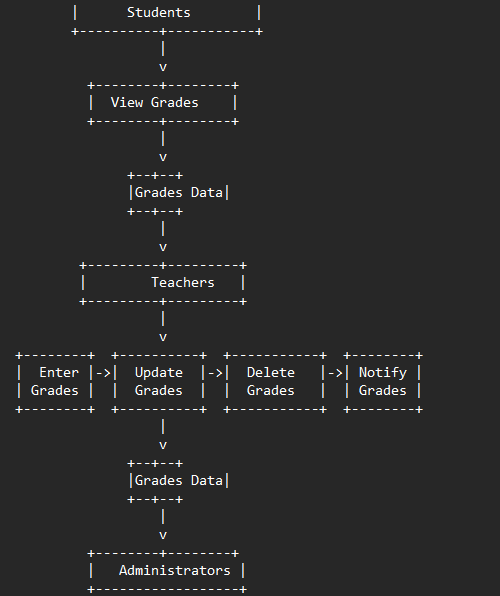 |      Students        |
+----------+-----------+
|
v
+--------+--------+
|  View Grades    |
+--------+--------+
|
v
+--+--+
|Grades Data|
+--+--+
|
v
+---------+---------+
|        Teachers   |
+---------+---------+
|
v
+--------+  +----------+  +-----------+  +--------+
|  Enter |->|  Update  |->|  Delete   |->| Notify |
| Grades |  |  Grades  |  |  Grades   |  | Grades |
+--------+  +----------+  +-----------+  +--------+
|
v
+--+--+
|Grades Data|
+--+--+
|
v
+--------+--------+
|   Administrators |
+------------------+